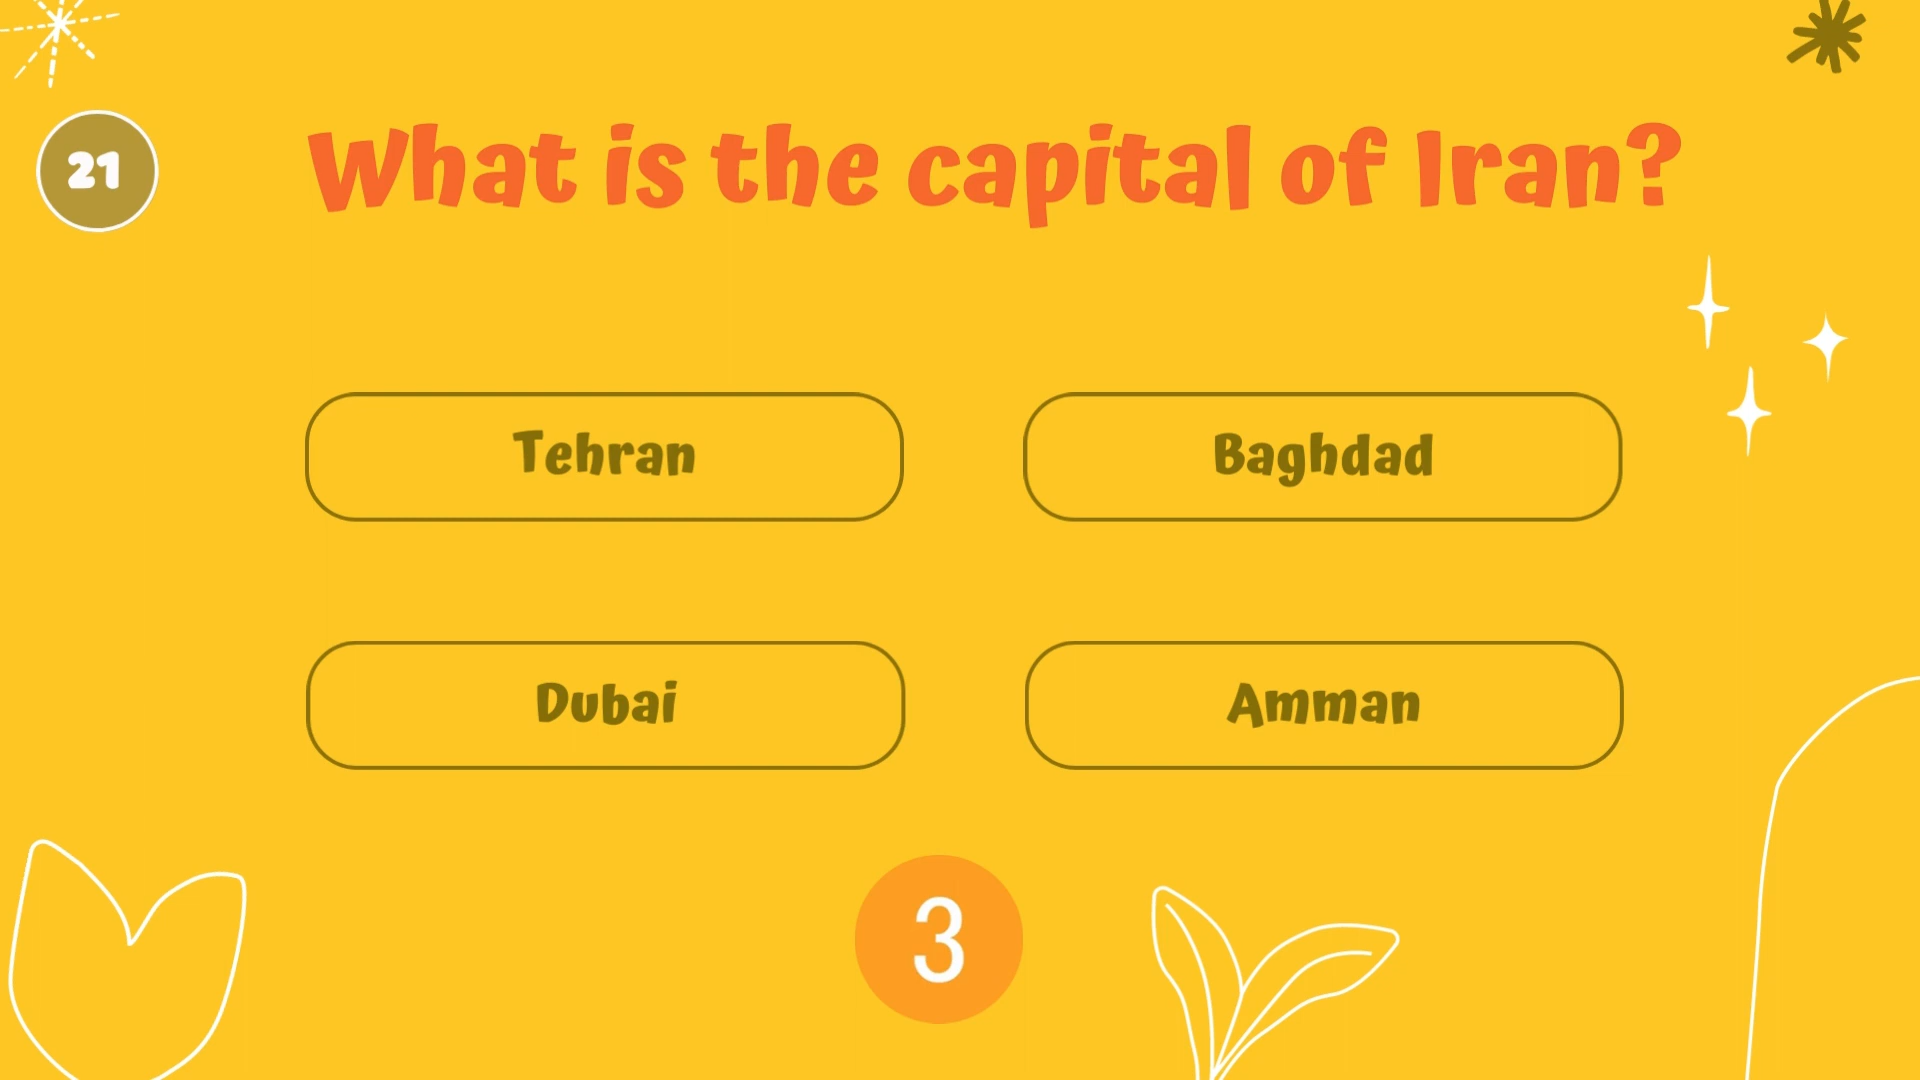 21
What is the capital of Iran?
Tehran
Baghdad
Dubai
Amman
3